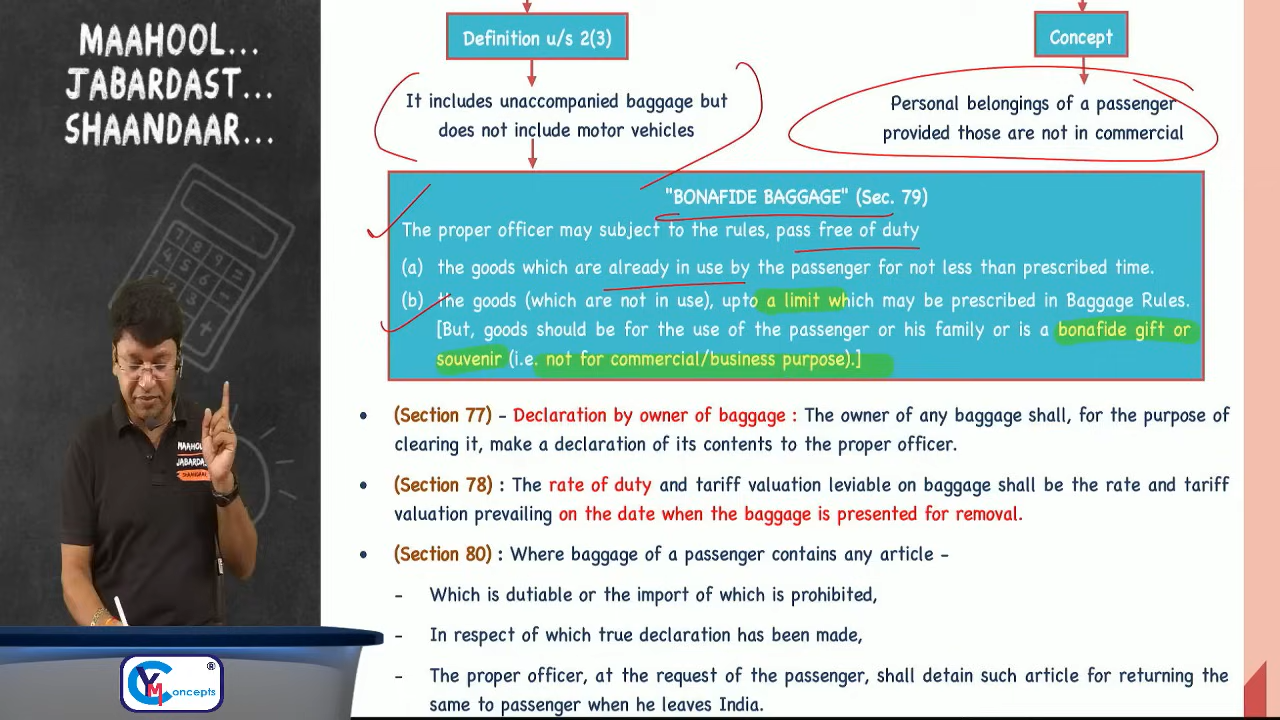 MAAHOOL...
JABARDAST...
SHAANDAAR...
Definition u/s 2(3)
It includes unaccompanied baggage but
does not include motor vehicles
Concept
Personal belongings of a passenger
provided those are not in commercial
"BONAFIDE BAGGAGE" (Sec. 79)
The proper officer may subject to the rules, pass free of duty
(a) the goods which are already in use by the passenger for not less than prescribed time.
(b) the goods (which are not in use), upto a limit which may be prescribed in Baggage Rules.
[But, goods should be for the use of the passenger or his family or is a bonafide gift or
souvenir (i.e. not for commercial/business purpose).]
• (Section 77) – Declaration by owner of baggage : The owner of any baggage shall, for the purpose of
clearing it, make a declaration of its contents to the proper officer.
• (Section 78) : The rate of duty and tariff valuation leviable on baggage shall be the rate and tariff
valuation prevailing on the date when the baggage is presented for removal.
• (Section 80) : Where baggage of a passenger contains any article –
- Which is dutiable or the import of which is prohibited,
- In respect of which true declaration has been made,
- The proper officer, at the request of the passenger, shall detain such article for returning the
same to passenger when he leaves India.
MAAHOOL
JABARDAS
SHAANDAAR
YM Concepts ®